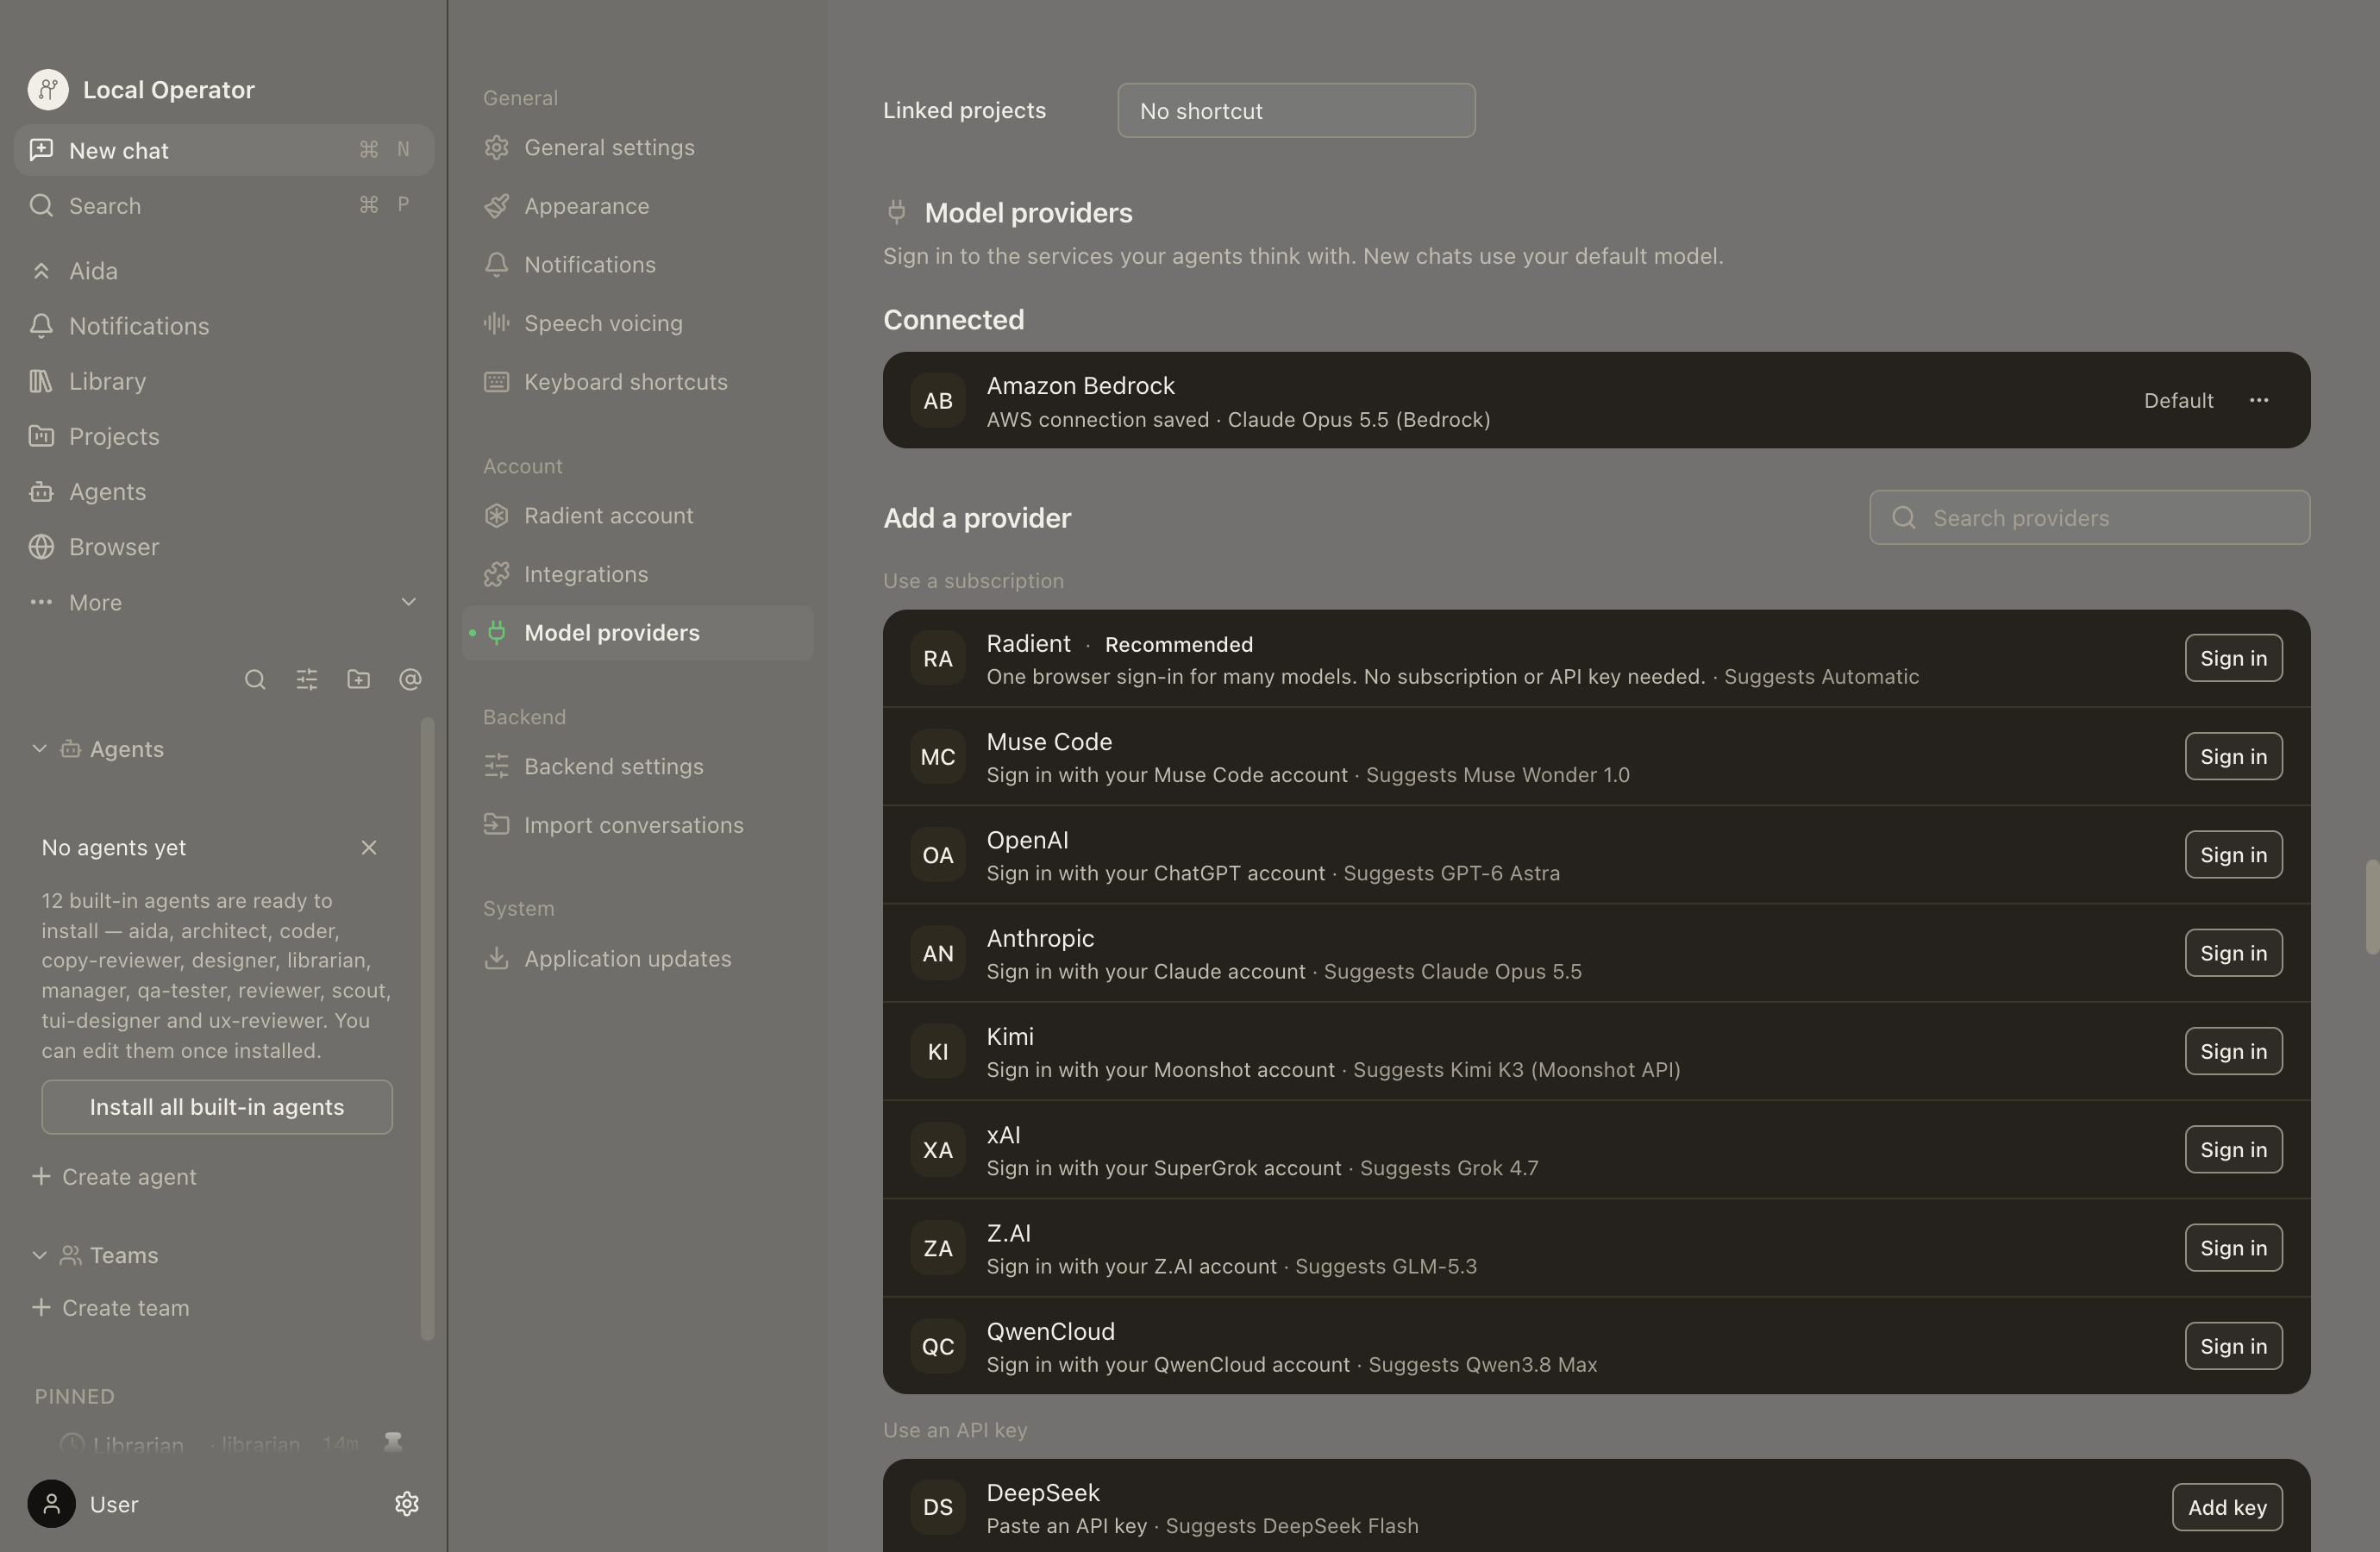 Local Operator
New chat ⌘ N
Search ⌘ P
Aida
Notifications
Library
Projects
Agents
Browser
More
Agents
No agents yet
12 built-in agents are ready to
install — aida, architect, coder,
copy-reviewer, designer, librarian,
manager, qa-tester, reviewer, scout,
tui-designer and ux-reviewer. You
can edit them once installed.
Install all built-in agents
Create agent
Teams
Create team
PINNED
Librarian · librarian 14m
User
General
General settings
Appearance
Notifications
Speech voicing
Keyboard shortcuts
Account
Radient account
Integrations
Model providers
Backend
Backend settings
Import conversations
System
Application updates
Linked projects
No shortcut
Model providers
Sign in to the services your agents think with. New chats use your default model.
Connected
AB
Amazon Bedrock
AWS connection saved · Claude Opus 5.5 (Bedrock)
Default
Add a provider
Search providers
Use a subscription
RA
Radient · Recommended
One browser sign-in for many models. No subscription or API key needed. · Suggests Automatic
Sign in
MC
Muse Code
Sign in with your Muse Code account · Suggests Muse Wonder 1.0
Sign in
OA
OpenAI
Sign in with your ChatGPT account · Suggests GPT-6 Astra
Sign in
AN
Anthropic
Sign in with your Claude account · Suggests Claude Opus 5.5
Sign in
KI
Kimi
Sign in with your Moonshot account · Suggests Kimi K3 (Moonshot API)
Sign in
XA
xAI
Sign in with your SuperGrok account · Suggests Grok 4.7
Sign in
ZA
Z.AI
Sign in with your Z.AI account · Suggests GLM-5.3
Sign in
QC
QwenCloud
Sign in with your QwenCloud account · Suggests Qwen3.8 Max
Sign in
Use an API key
DS
DeepSeek
Paste an API key · Suggests DeepSeek Flash
Add key